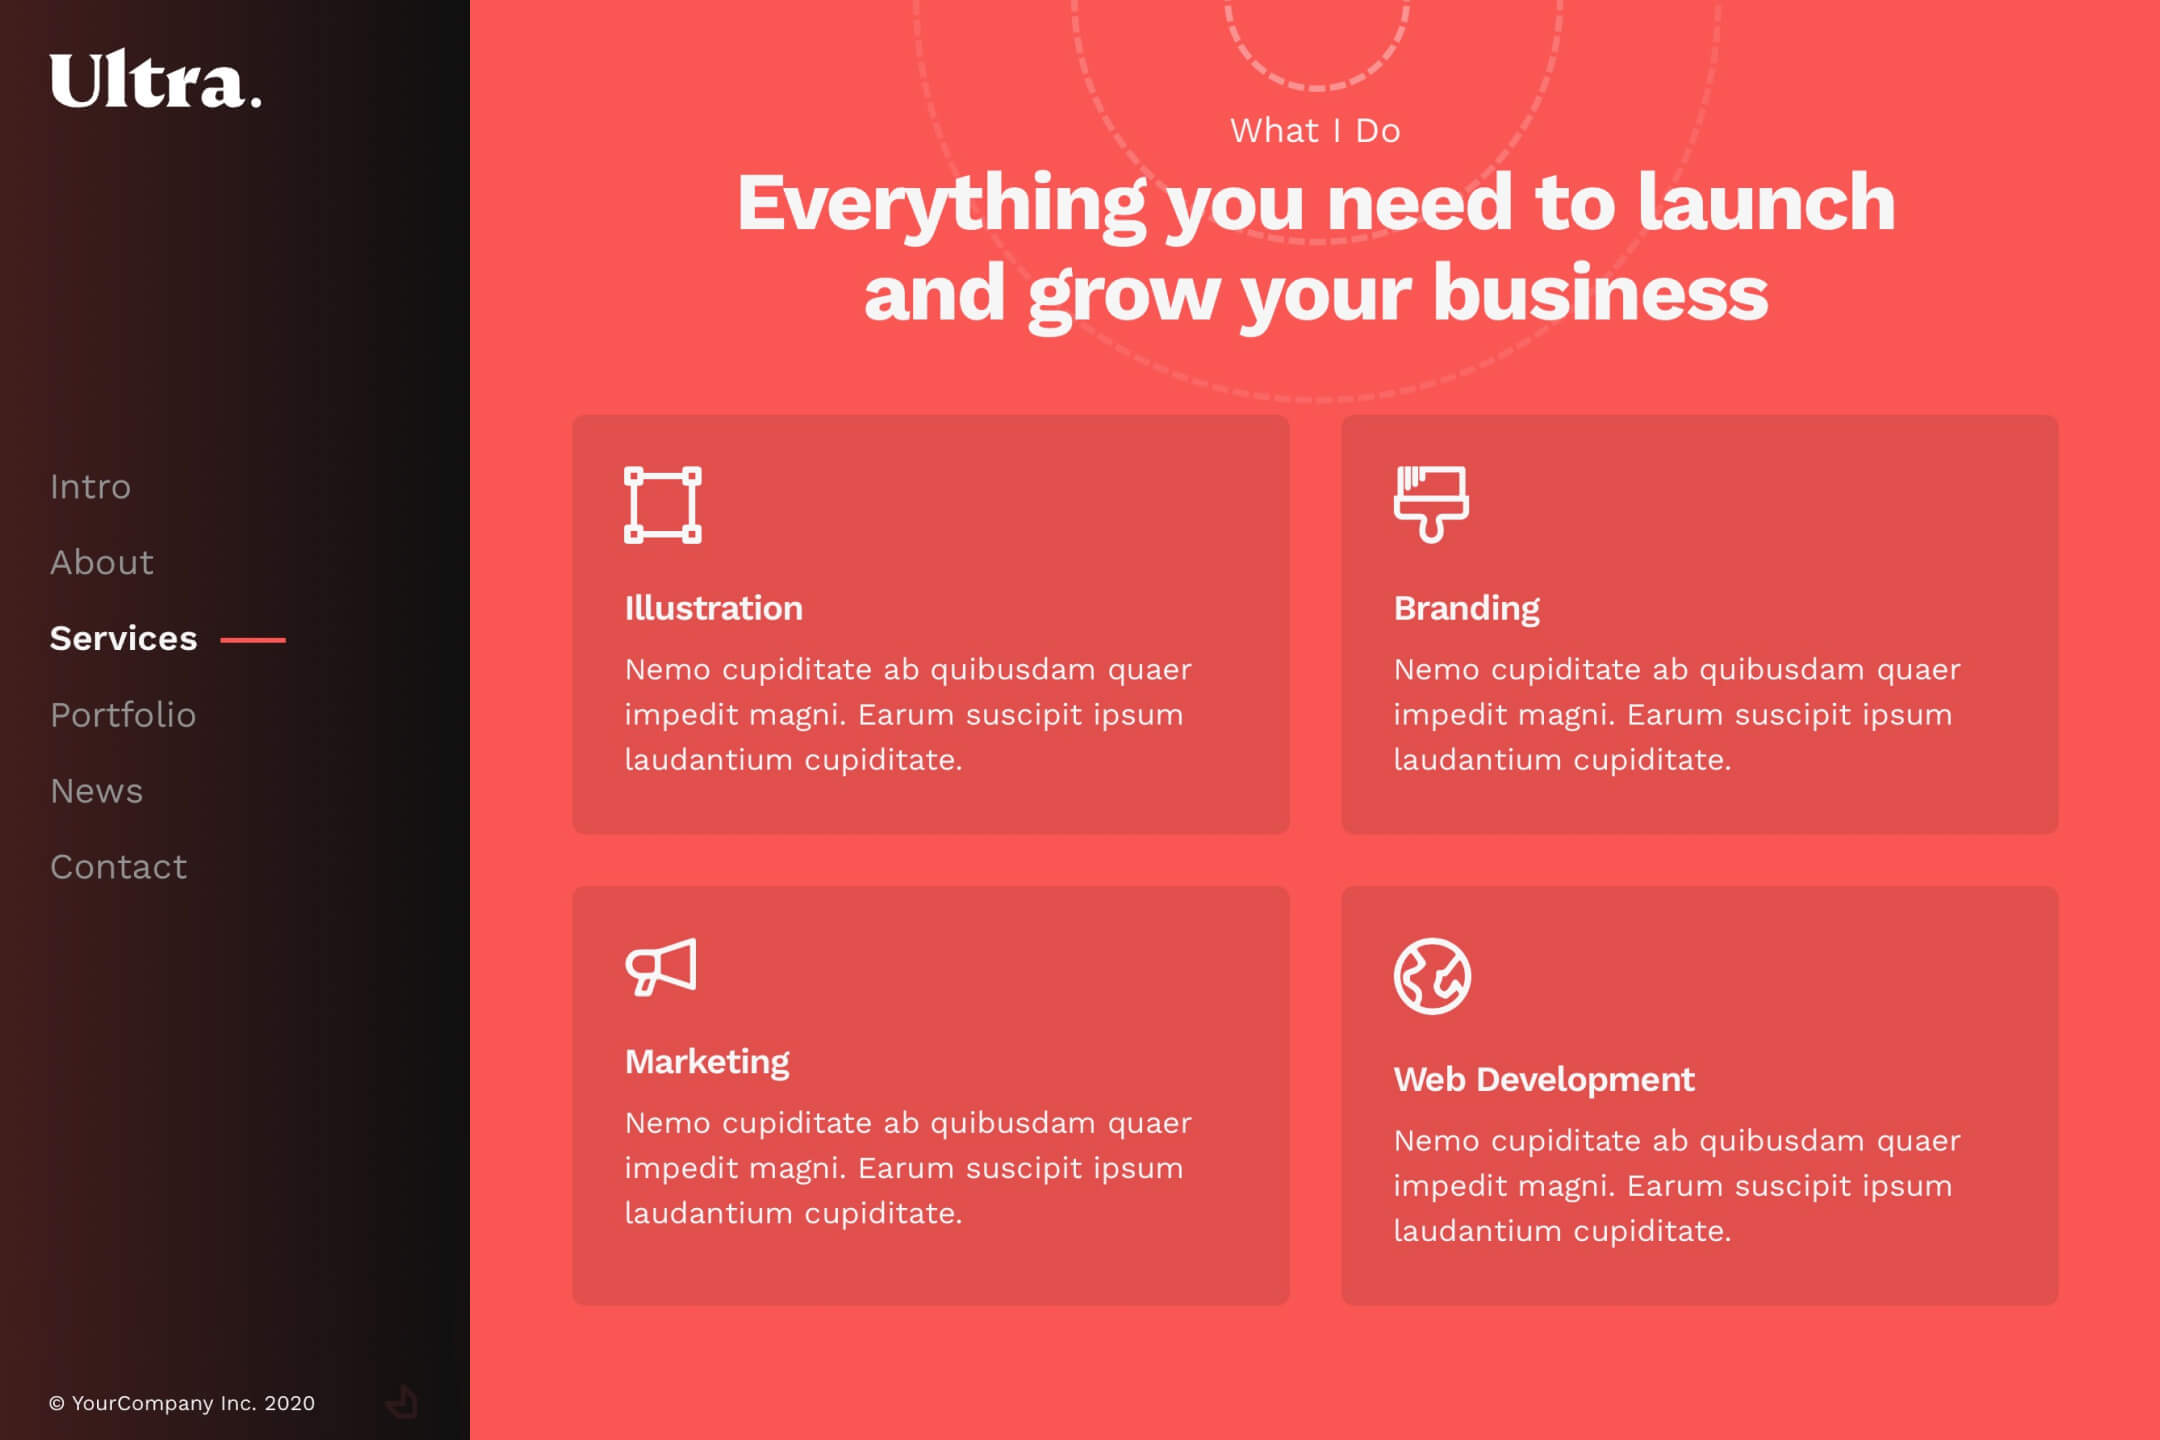 Ultra.
Intro
About
Services
Portfolio
News
Contact
© YourCompany Inc. 2020
What I Do
Everything you need to launch
and grow your business
Illustration
Nemo cupiditate ab quibusdam quaer
impedit magni. Earum suscipit ipsum
laudantium cupiditate.
Branding
Nemo cupiditate ab quibusdam quaer
impedit magni. Earum suscipit ipsum
laudantium cupiditate.
Marketing
Nemo cupiditate ab quibusdam quaer
impedit magni. Earum suscipit ipsum
laudantium cupiditate.
Web Development
Nemo cupiditate ab quibusdam quaer
impedit magni. Earum suscipit ipsum
laudantium cupiditate.